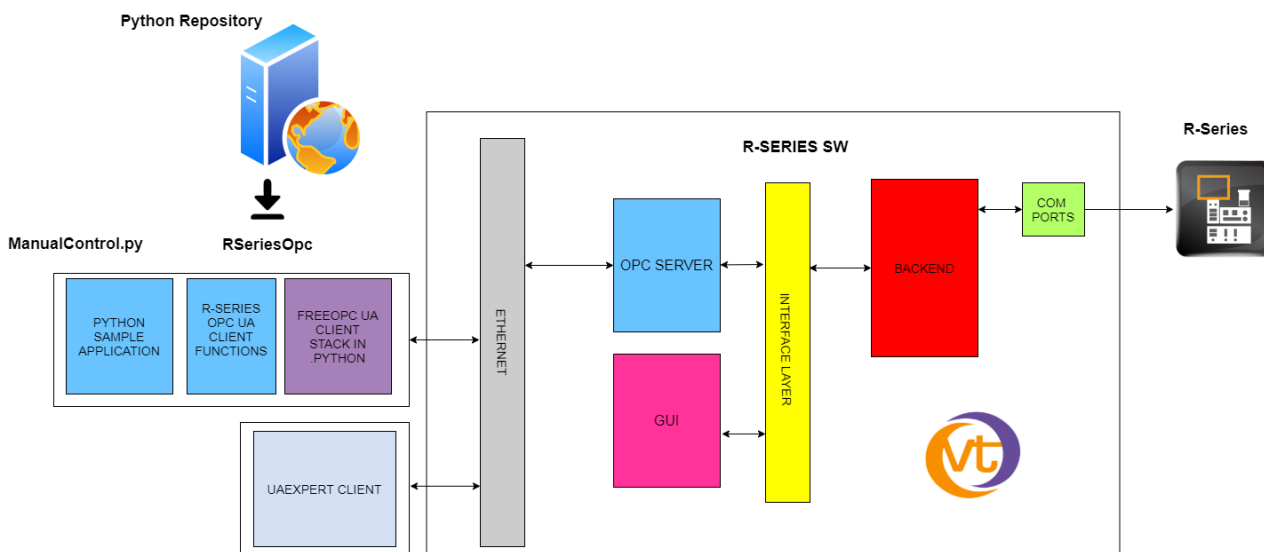 Python Repository
R-SERIES SW
R-Series
COM
PORTS
ManualControl.py
RSeriesOpc
OPC SERVER
BACKEND
PYTHON
SAMPLE
APPLICATION
R-SERIES
OPC UA
CLIENT
FUNCTIONS
FREEOPC UA
CLIENT
STACK IN
.PYTHON
ETHERNET
INTERFACE LAYER
GUI
vt
UAEXPERT CLIENT